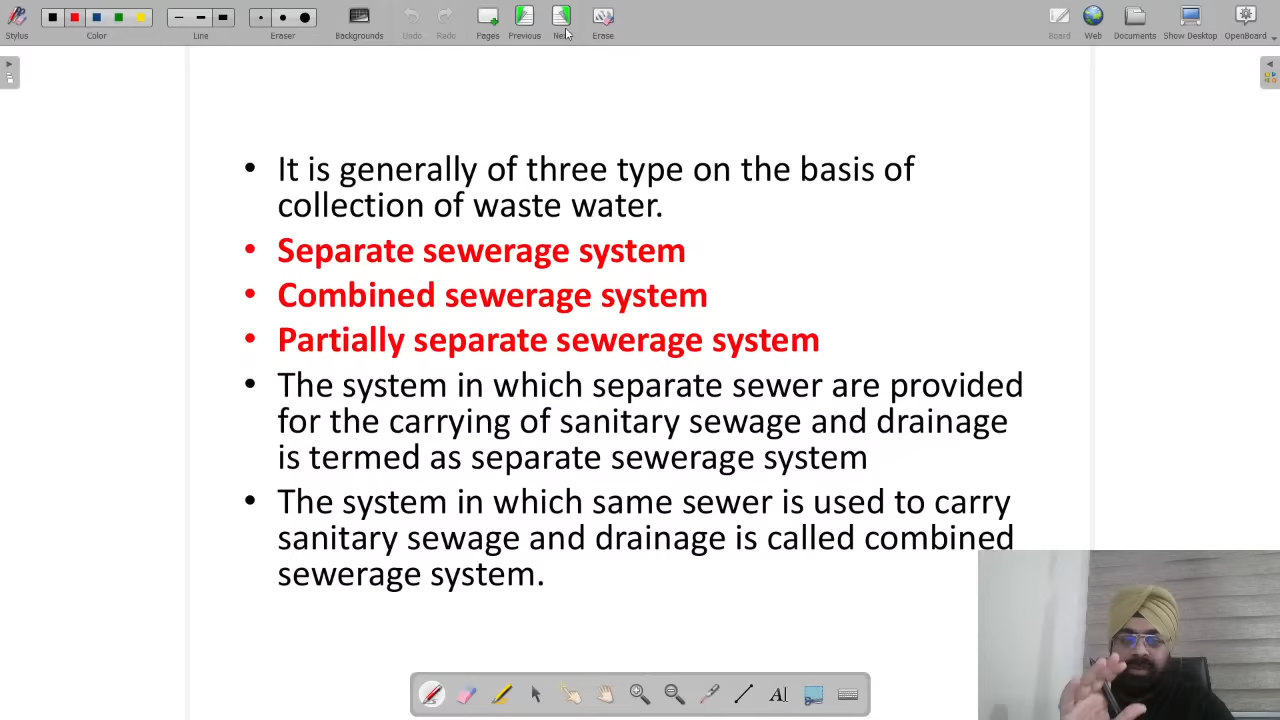 Stylus
Color
Line
Eraser
Backgrounds
Undo
Redo
Pages
Previous
Next
Erase
Board
Web
Documents
Show Desktop
OpenBoard
• It is generally of three type on the basis of
collection of waste water.
• Separate sewerage system
• Combined sewerage system
• Partially separate sewerage system
• The system in which separate sewer are provided
for the carrying of sanitary sewage and drainage
is termed as separate sewerage system
• The system in which same sewer is used to carry
sanitary sewage and drainage is called combined
sewerage system.
AI